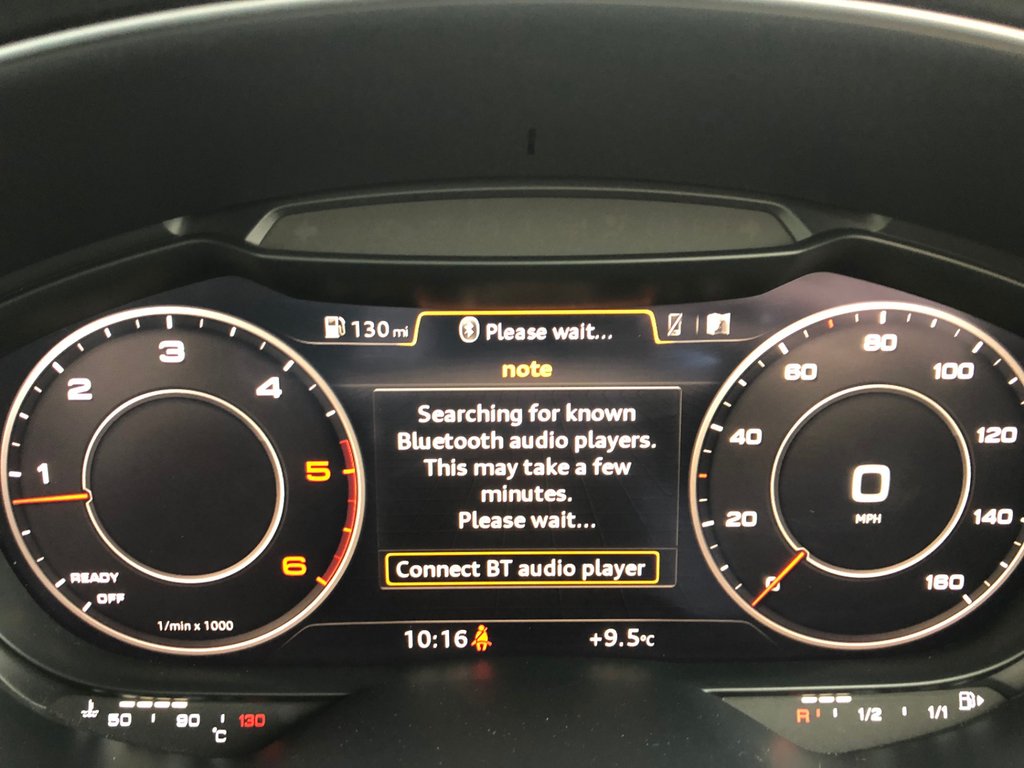 130 mi
Please wait...
note
Searching for known
Bluetooth audio players.
This may take a few
minutes.
Please wait...
Connect BT audio player
10:16
+9.5°C
1
2
3
4
5
6
READY
OFF
1/min x 1000
0
20
40
60
80
100
120
140
160
0
MPH
50
90
130
°C
R
1/2
1/1